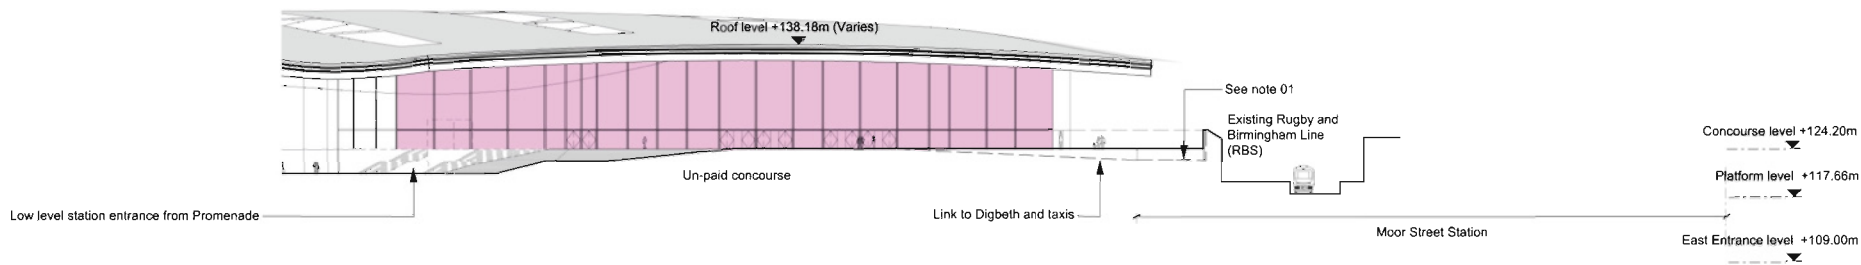 Roof level +138.18m (Varies)
See note 01
Existing Rugby and
Birmingham Line
(RBS)
Concourse level +124.20m
Un-paid concourse
Platform level +117.66m
Low level station entrance from Promenade
Link to Digbeth and taxis
Moor Street Station
East Entrance level +109.00m